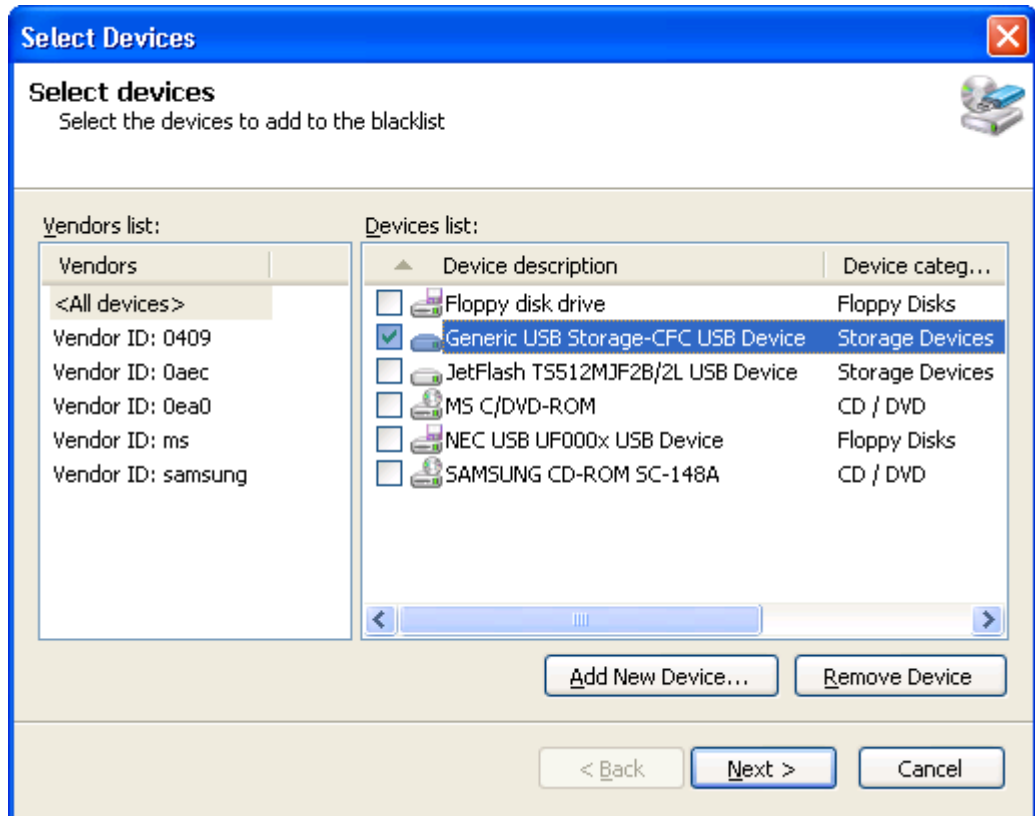 Select Devices
Select devices
Select the devices to add to the blacklist
Vendors list:
Devices list:
Vendors
Device description
Device categ...
<All devices>
Floppy disk drive
Floppy Disks
Vendor ID: 0409
Generic USB Storage-CFC USB Device
Storage Devices
Vendor ID: 0aec
JetFlash TS512MJF2B/2L USB Device
Storage Devices
Vendor ID: 0ea0
MS C/DVD-ROM
CD / DVD
Vendor ID: ms
NEC USB UF000x USB Device
Floppy Disks
Vendor ID: samsung
SAMSUNG CD-ROM SC-148A
CD / DVD
Add New Device...
Remove Device
< Back
Next >
Cancel